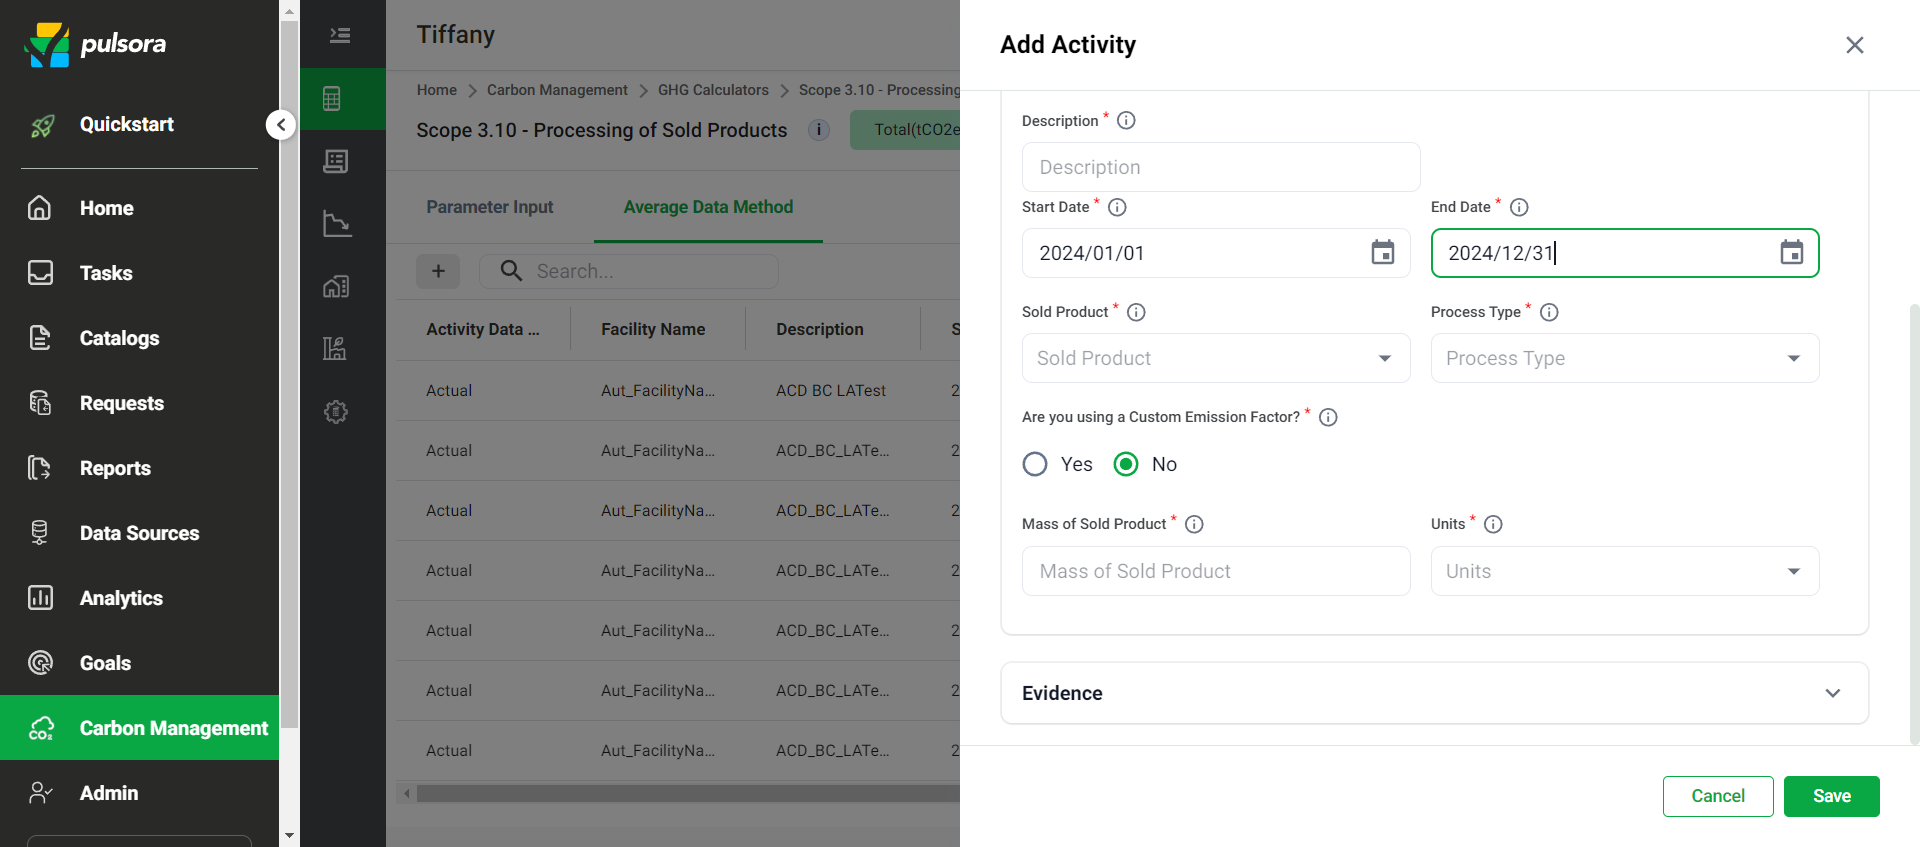 pulsora
Quickstart
Home
Tasks
Catalogs
Requests
Reports
Data Sources
Analytics
Goals
Carbon Management
Admin
Tiffany
Home > Carbon Management > GHG Calculators > Scope 3.10 - Processing
Scope 3.10 - Processing of Sold Products i Total(tCO2e
Parameter Input Average Data Method
+ Search...
Activity Data ... Facility Name Description S
Actual Aut_FacilityNa... ACD BC LATest 2
Actual Aut_FacilityNa... ACD_BC_LATe... 2
Actual Aut_FacilityNa... ACD_BC_LATe... 2
Actual Aut_FacilityNa... ACD_BC_LATe... 2
Actual Aut_FacilityNa... ACD_BC_LATe... 2
Actual Aut_FacilityNa... ACD_BC_LATe... 2
Actual Aut_FacilityNa... ACD_BC_LATe... 2
Add Activity
Description *
Description
Start Date * End Date *
2024/01/01 2024/12/31
Sold Product * Process Type *
Sold Product Process Type
Are you using a Custom Emission Factor? *
Yes No
Mass of Sold Product * Units *
Mass of Sold Product Units
Evidence
Cancel Save